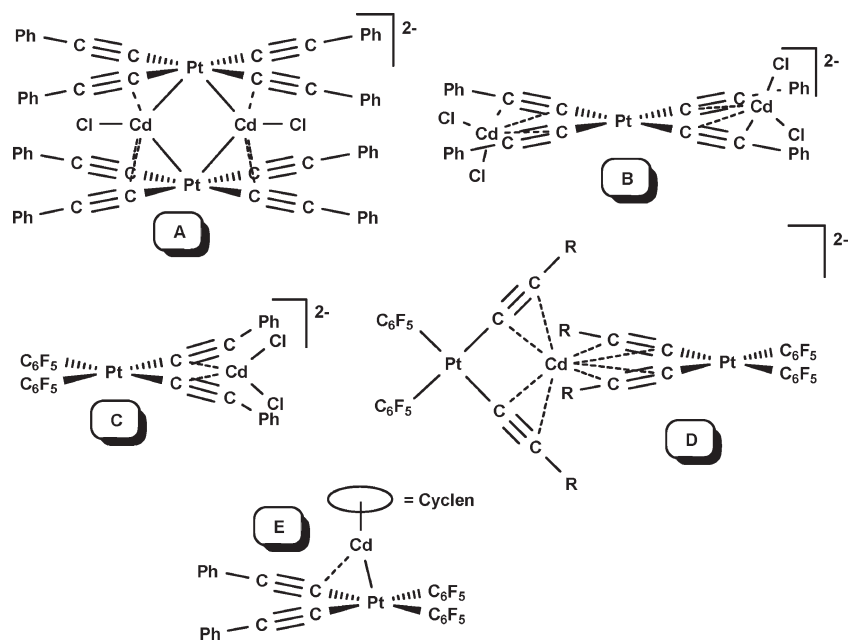 Ph C C C C Ph 2-
Pt
Ph C C C C Ph
Cl Cd Cd Cl
Ph C C C C Ph
Pt
Ph C C C C Ph
A
Cl 2-
Ph C C C C Cd Ph
Cl Cd Pt
Ph C C C C Cl
Cl Ph
B
2-
Ph
C6F5 C C Cl
Pt Cd
C6F5 C C Cl
Ph
C
2-
R
C
C6F5 C R C C C6F5
Pt Cd Pt
C6F5 C R C C C6F5
C
R
D
= Cyclen
E
Cd
Ph C C C6F5
Pt
Ph C C C6F5